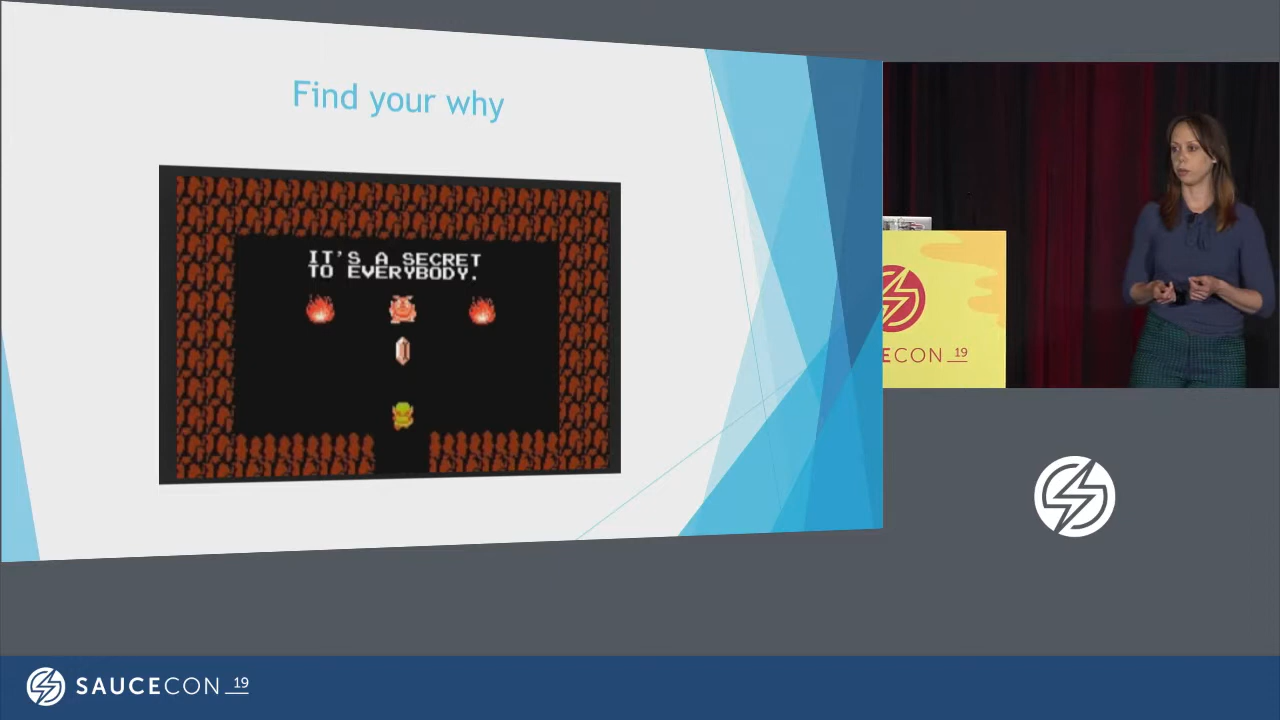 Find your why
IT'S A SECRET
TO EVERYBODY.
ECON 19
SAUCECON 19